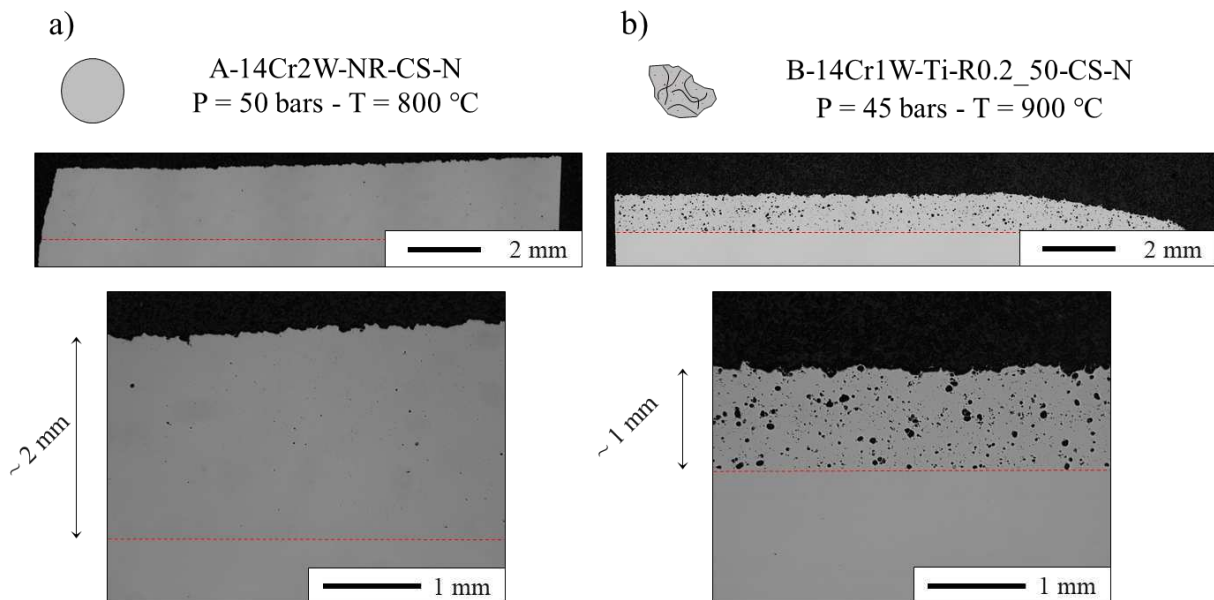 a)
A-14Cr2W-NR-CS-N
P = 50 bars - T = 800 °C
2 mm
~ 2 mm
1 mm
b)
B-14Cr1W-Ti-R0.2_50-CS-N
P = 45 bars - T = 900 °C
2 mm
~ 1 mm
1 mm